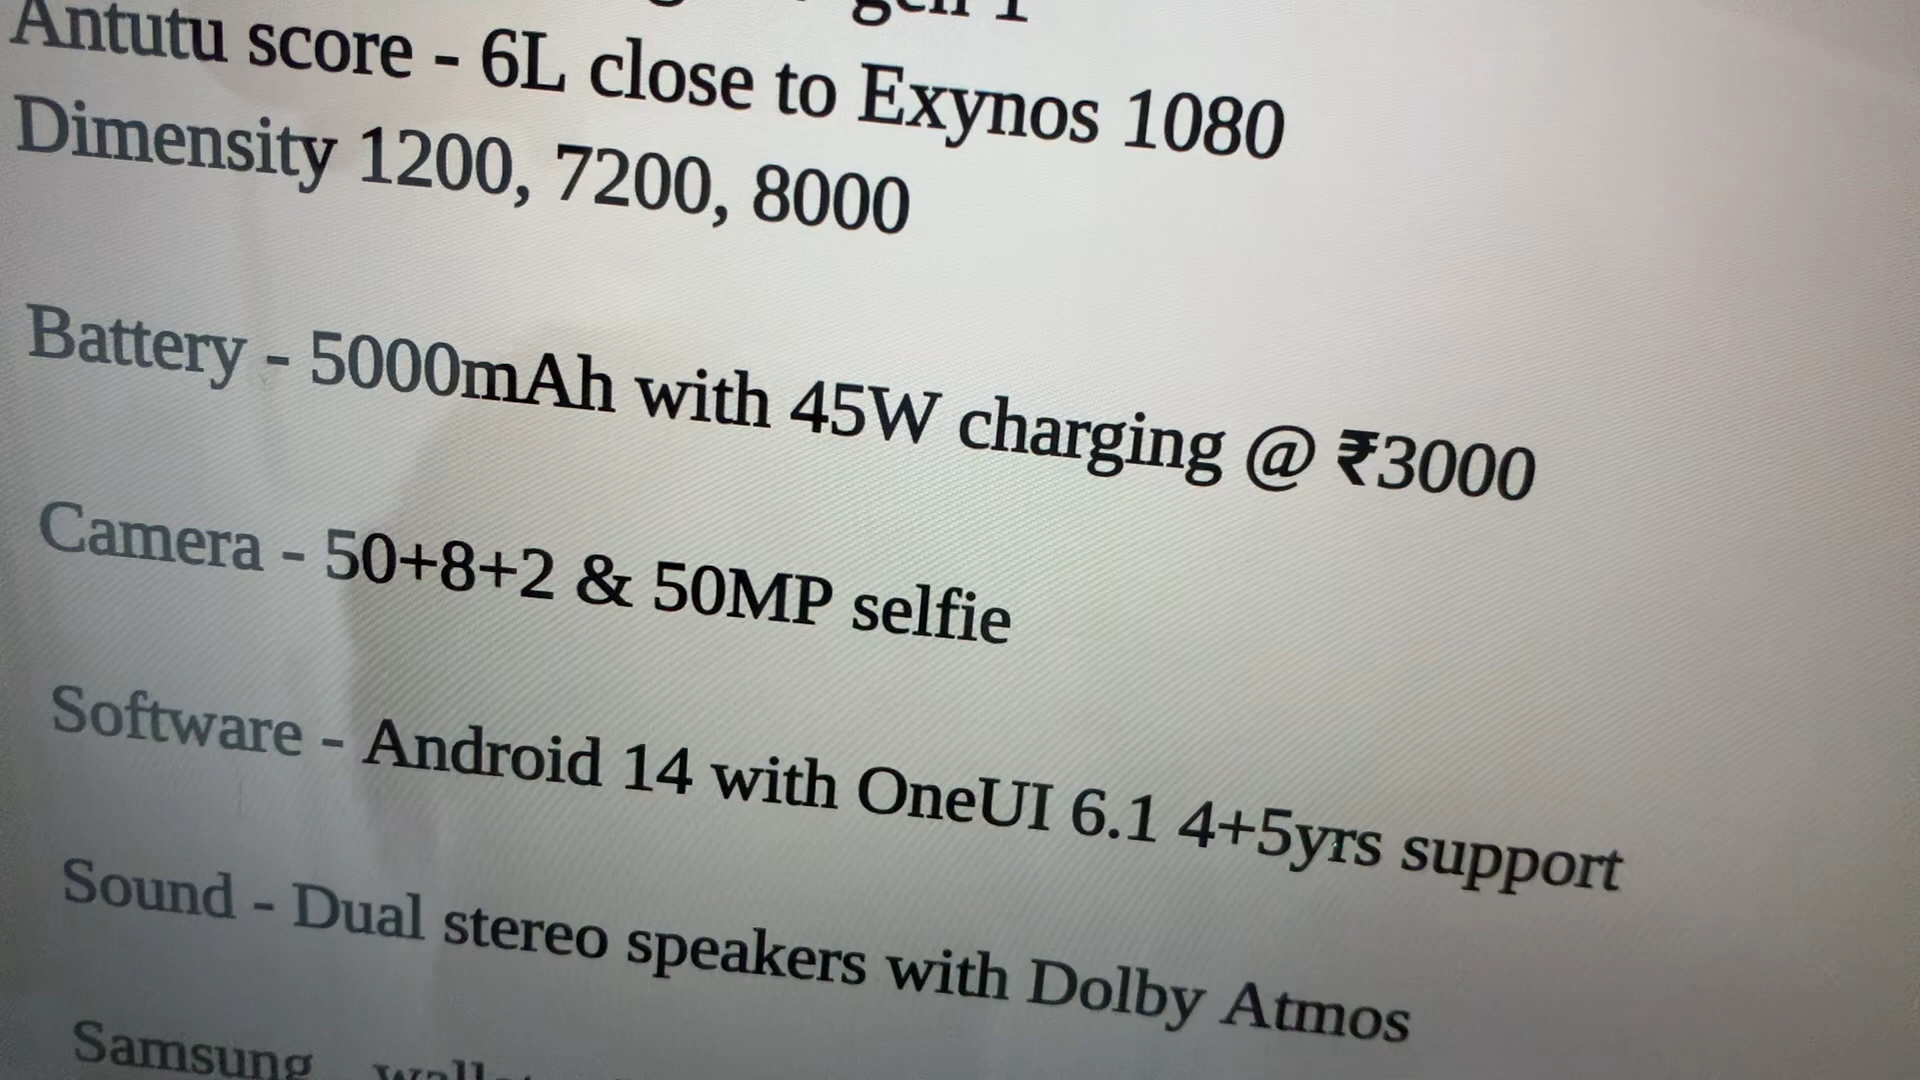 gen 1
Antutu score - 6L close to Exynos 1080
Dimensity 1200, 7200, 8000
Battery - 5000mAh with 45W charging @ ₹3000
Camera - 50+8+2 & 50MP selfie
Software - Android 14 with OneUI 6.1 4+5yrs support
Sound - Dual stereo speakers with Dolby Atmos
Samsung